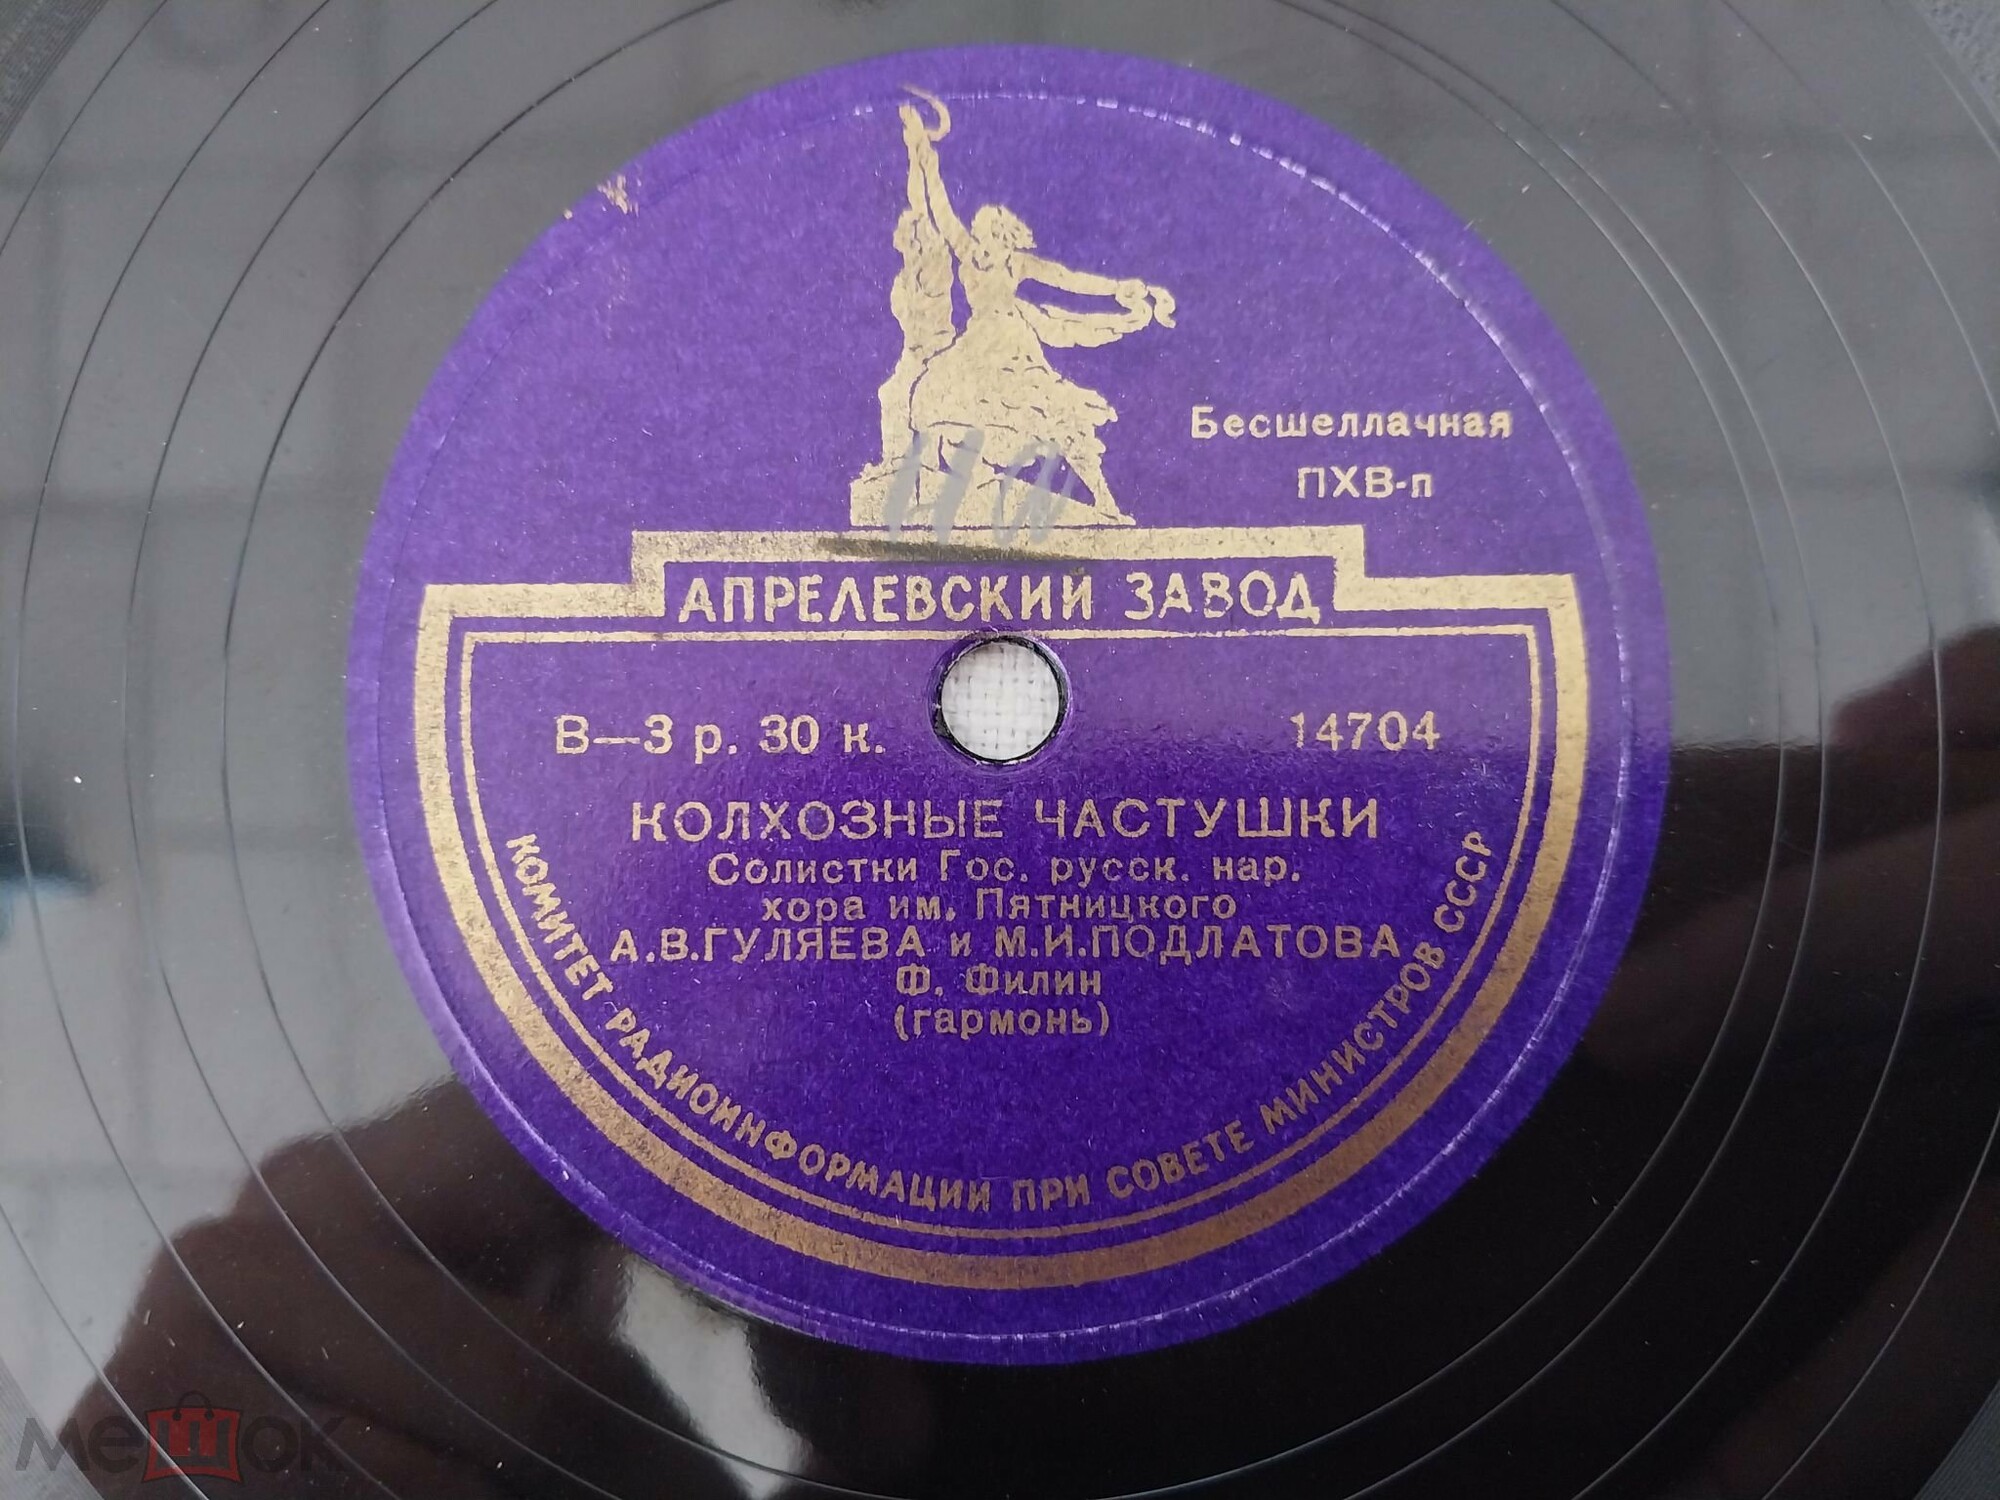 Бесшеллачная
ПХВ-п
АПРЕЛЕВСКИЙ ЗАВОД
В—3 р. 30 к.
14704
КОЛХОЗНЫЕ ЧАСТУШКИ
Солистки Гос. русск. нар.
хора им. Пятницкого
А.В.ГУЛЯЕВА и М.И.ПОДЛАТОВА
Ф. Филин
(гармонь)
КОМИТЕТ РАДИОИНФОРМАЦИИ ПРИ СОВЕТЕ МИНИСТРОВ СССР
мешок